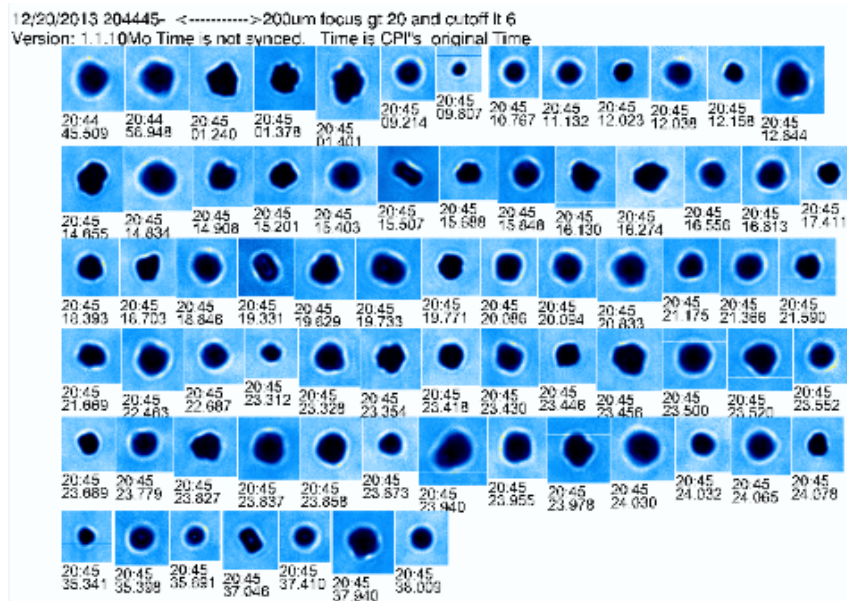 12/20/2013 204445- <----------->200um focus gt 20 and cutoff lt 6
Version: 1.1.10Mo Time is not synced. Time is CPI"s original Time
20:44 20:44 20:45 20:45 20:45 20:45 20:45 20:45 20:45 20:45 20:45 20:45 20:45
45.509 56.948 01.240 01.378 01.401 09.214 09.807 10.767 11.132 12.023 12.038 12.158 12.644
20:45 20:45 20:45 20:45 20:45 20:45 20:45 20:45 20:45 20:45 20:45 20:45 20:45
14.655 14.834 14.908 15.201 15.403 15.507 15.688 15.848 16.130 16.274 16.556 16.813 17.411
20:45 20:45 20:45 20:45 20:45 20:45 20:45 20:45 20:45 20:45 20:45 20:45 20:45
18.393 18.703 18.846 19.331 19.629 19.733 19.771 20.086 20.094 20.833 21.175 21.366 21.590
20:45 20:45 20:45 20:45 20:45 20:45 20:45 20:45 20:45 20:45 20:45 20:45 20:45
21.669 22.463 22.687 23.312 23.328 23.354 23.418 23.430 23.446 23.456 23.500 23.520 23.552
20:45 20:45 20:45 20:45 20:45 20:45 20:45 20:45 20:45 20:45 20:45 20:45 20:45
23.689 23.779 23.827 23.837 23.858 23.873 23.940 23.955 23.978 24.030 24.032 24.065 24.078
20:45 20:45 20:45 20:45 20:45 20:45 20:45
35.341 35.398 35.691 37.046 37.410 37.940 38.009